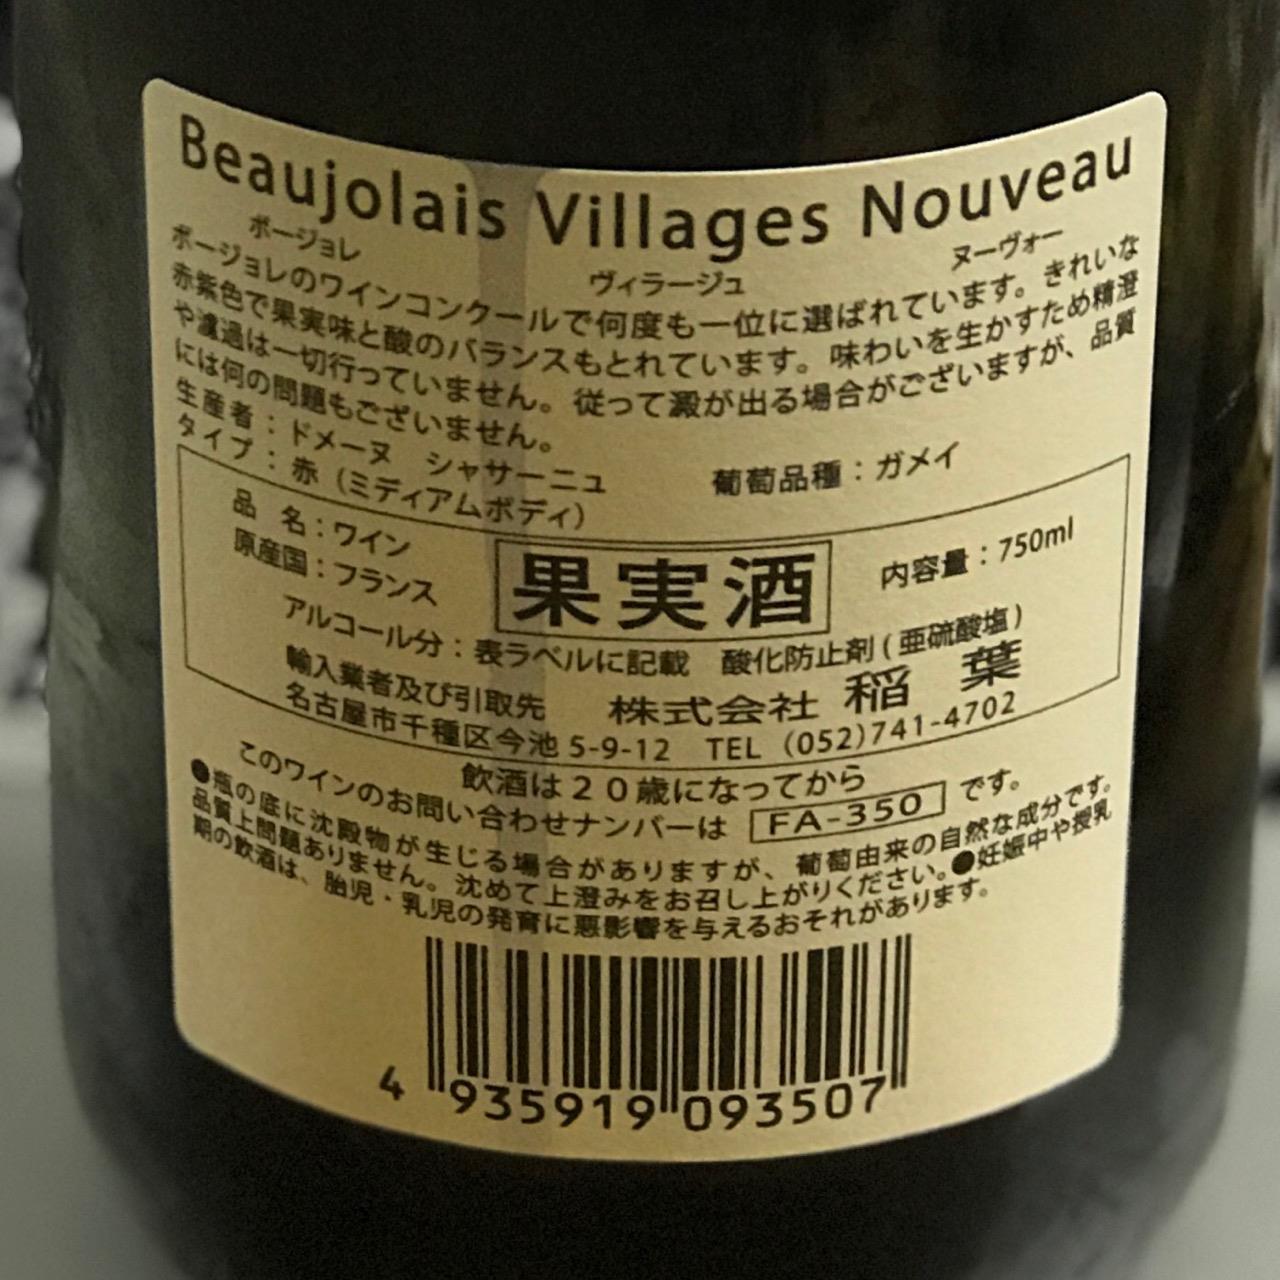 Beaujolais Villages Nouveau
ボージョレ ヴィラージュ ヌーヴォー
ボージョレのワインコンクールで何度も一位に選ばれています。きれいな
赤紫色で果実味と酸のバランスもとれています。味わいを生かすため精澄
や濾過は一切行っていません。従って澱が出る場合がございますが、品質
には何の問題もございません。
生産者：ドメーヌ シャサーニュ 葡萄品種：ガメイ
タイプ：赤（ミディアムボディ）
品 名：ワイン
原産国：フランス
果実酒
内容量：750ml
アルコール分：表ラベルに記載 酸化防止剤(亜硫酸塩)
輸入業者及び引取先 株式会社 稲葉
名古屋市千種区今池5-9-12 TEL (052)741-4702
飲酒は２０歳になってから
このワインのお問い合わせナンバーは FA-350 です。
●瓶の底に沈殿物が生じる場合がありますが、葡萄由来の自然な成分です。
品質上問題ありません。沈めて上澄みをお召し上がりください。●妊娠中や授乳
期の飲酒は、胎児・乳児の発育に悪影響を与えるおそれがあります。
4 935919 093507